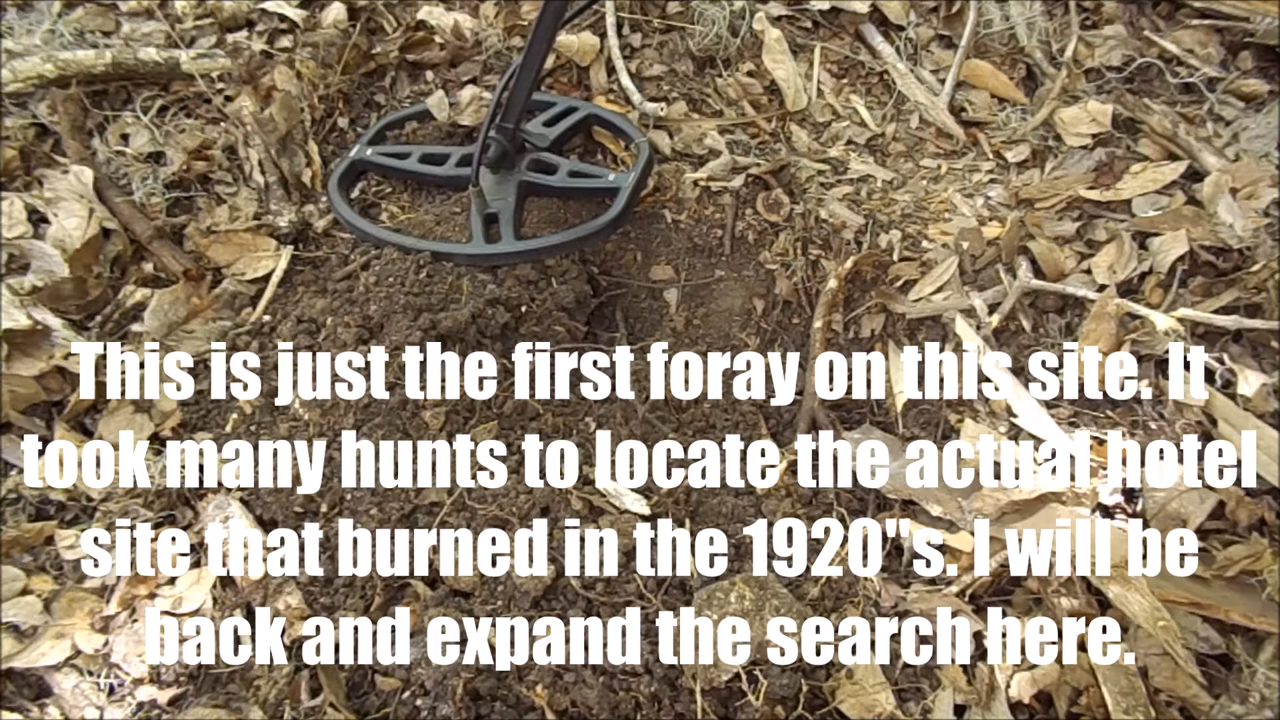 This is just the first foray on this site. It
took many hunts to locate the actual hotel
site that burned in the 1920"s. I will be
back and expand the search here.